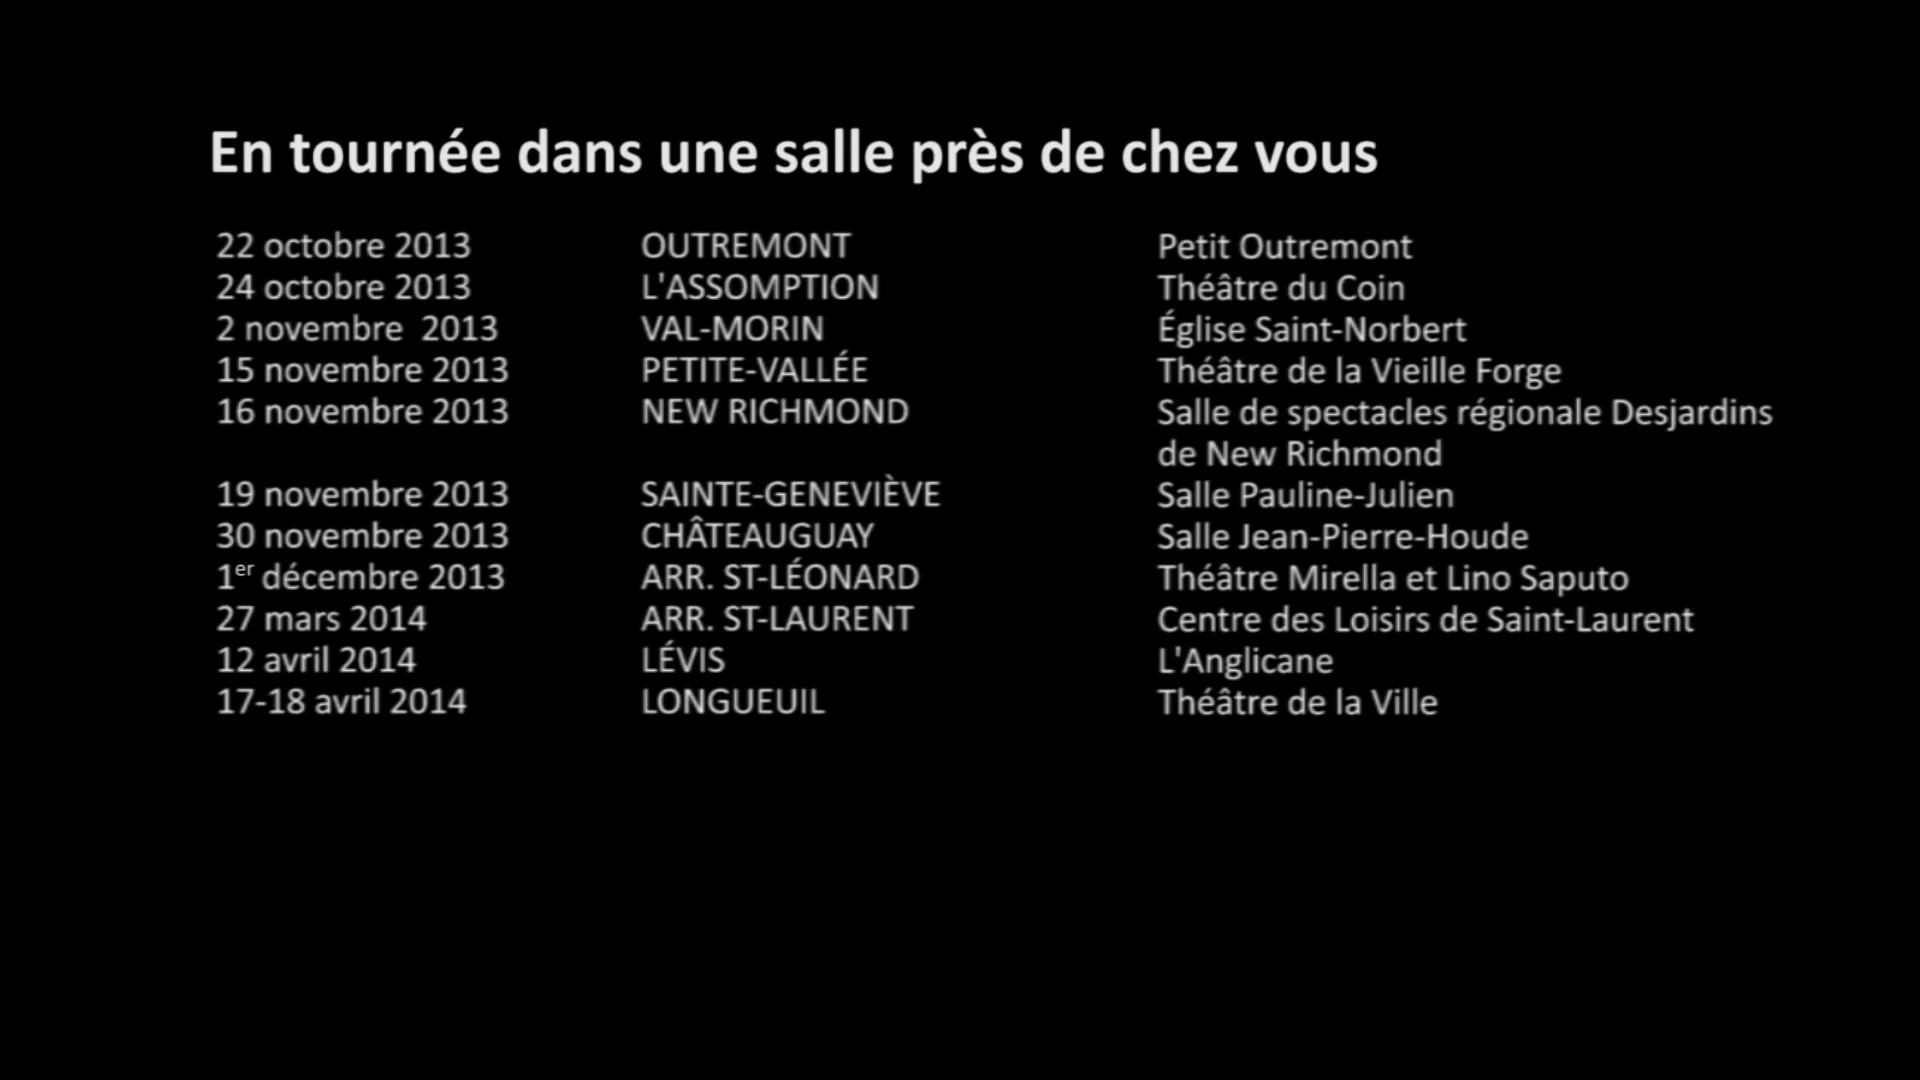 En tournée dans une salle près de chez vous
22 octobre 2013 OUTREMONT Petit Outremont
24 octobre 2013 L'ASSOMPTION Théâtre du Coin
2 novembre  2013 VAL-MORIN Église Saint-Norbert
15 novembre 2013 PETITE-VALLÉE Théâtre de la Vieille Forge
16 novembre 2013 NEW RICHMOND Salle de spectacles régionale Desjardins
de New Richmond
19 novembre 2013 SAINTE-GENEVIÈVE Salle Pauline-Julien
30 novembre 2013 CHÂTEAUGUAY Salle Jean-Pierre-Houde
1er décembre 2013 ARR. ST-LÉONARD Théâtre Mirella et Lino Saputo
27 mars 2014 ARR. ST-LAURENT Centre des Loisirs de Saint-Laurent
12 avril 2014 LÉVIS L'Anglicane
17-18 avril 2014 LONGUEUIL Théâtre de la Ville